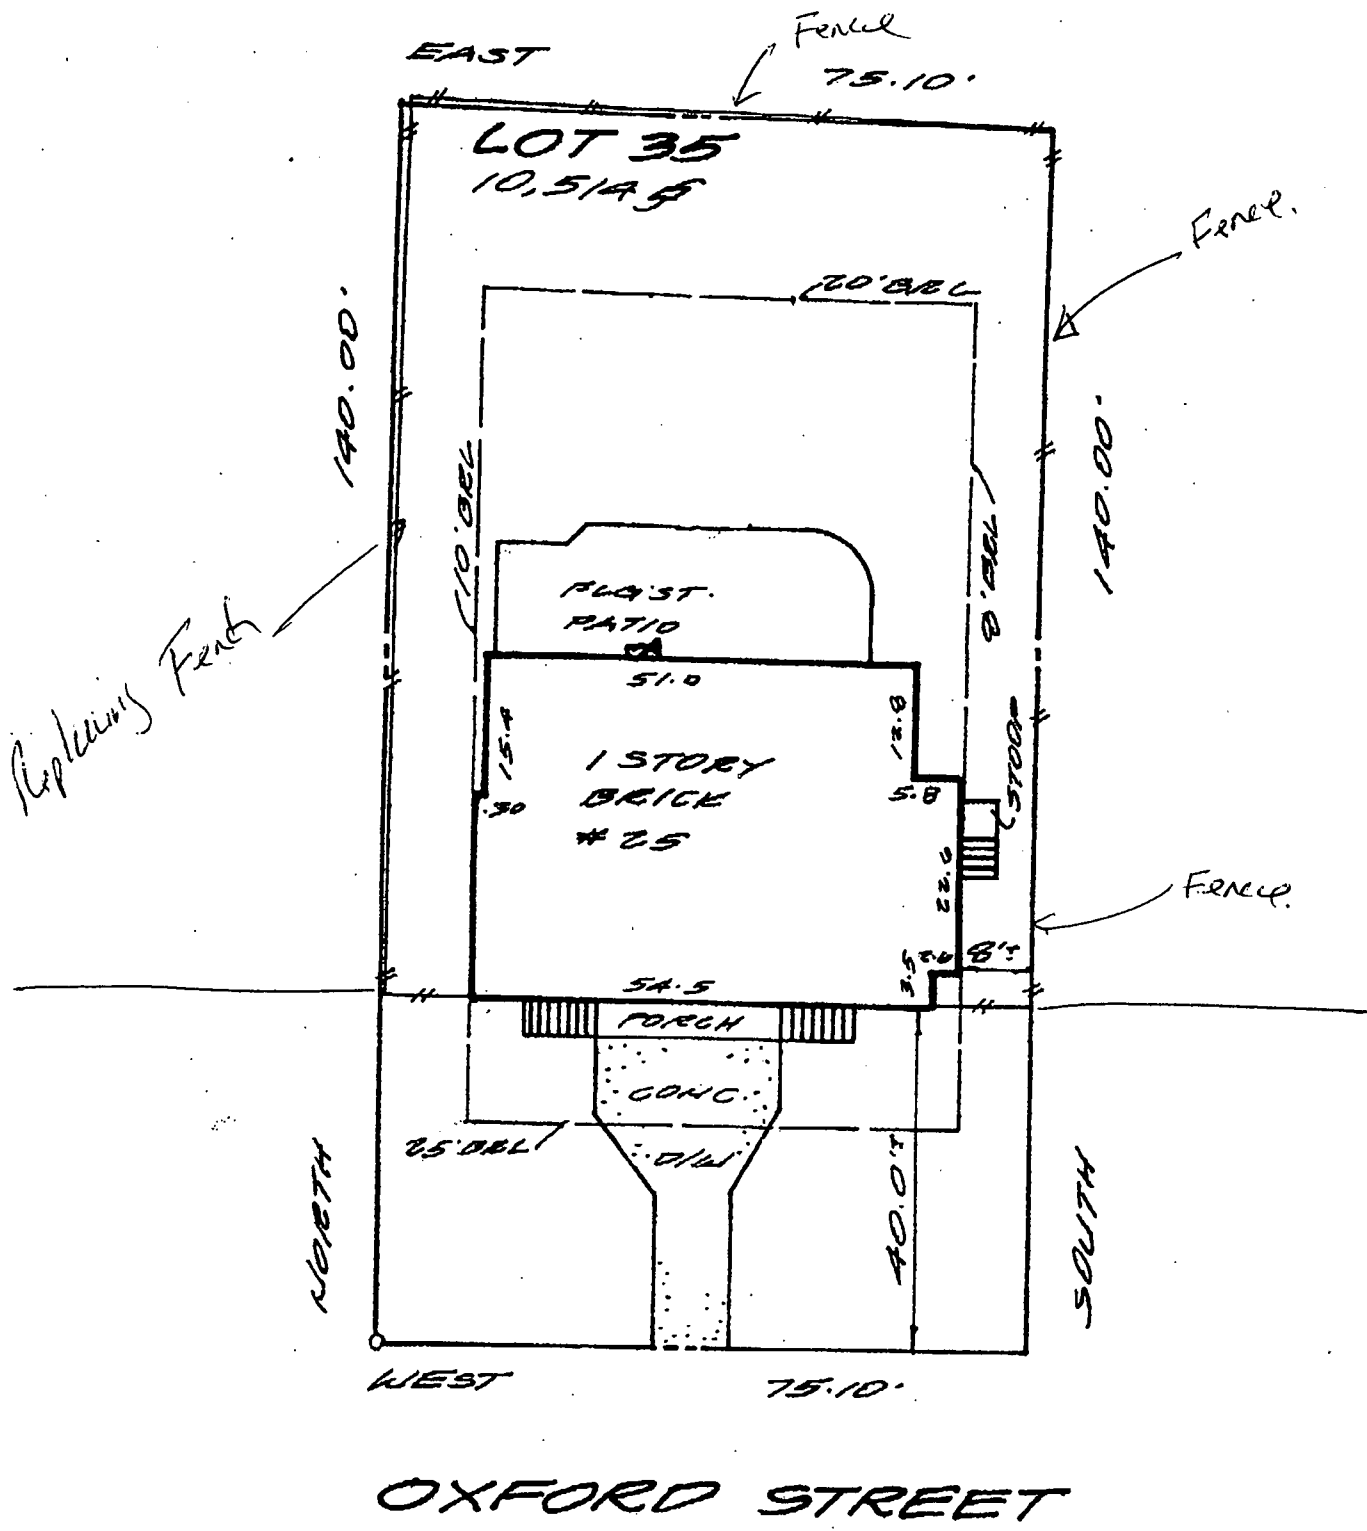 Fence
EAST
75.10'
LOT 35
10,514 sf
Fence.
20' BRL
140.00'
140.00'
10' BRL
8' BRL
FLGST.
PATIO
51.0
Replacing Fence
15.4
12.8
1 STORY
BRICK
# 25
.30
5.8
STOOP
22.6
Fence.
2.6
8'±
3.5
54.5
PORCH
CONC.
D/W
25' BRL
40.0'±
NORTH
SOUTH
WEST
75.10'
OXFORD STREET